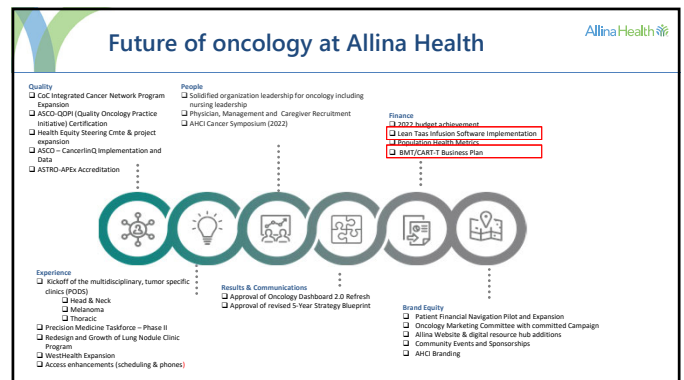 Future of oncology at Allina Health
Allina Health
Quality
☐ CoC Integrated Cancer Network Program
Expansion
☐ ASCO-QOPI (Quality Oncology Practice
Initiative) Certification
☐ Health Equity Steering Cmte & project
expansion
☐ ASCO – CancerlinQ Implementation and
Data
☐ ASTRO-APEx Accreditation
People
☐ Solidified organization leadership for oncology including
nursing leadership
☐ Physician, Management and Caregiver Recruitment
☐ AHCI Cancer Symposium (2022)
Finance
☐ 2022 budget achievement
☐ Lean Taas Infusion Software Implementation
☐ Population Health Metrics
☐ BMT/CART-T Business Plan
Experience
☐ Kickoff of the multidisciplinary, tumor specific
clinics (PODS)
☐ Head & Neck
☐ Melanoma
☐ Thoracic
☐ Precision Medicine Taskforce – Phase II
☐ Redesign and Growth of Lung Nodule Clinic
Program
☐ WestHealth Expansion
☐ Access enhancements (scheduling & phones)
Results & Communications
☐ Approval of Oncology Dashboard 2.0 Refresh
☐ Approval of revised 5-Year Strategy Blueprint
Brand Equity
☐ Patient Financial Navigation Pilot and Expansion
☐ Oncology Marketing Committee with committed Campaign
☐ Allina Website & digital resource hub additions
☐ Community Events and Sponsorships
☐ AHCI Branding